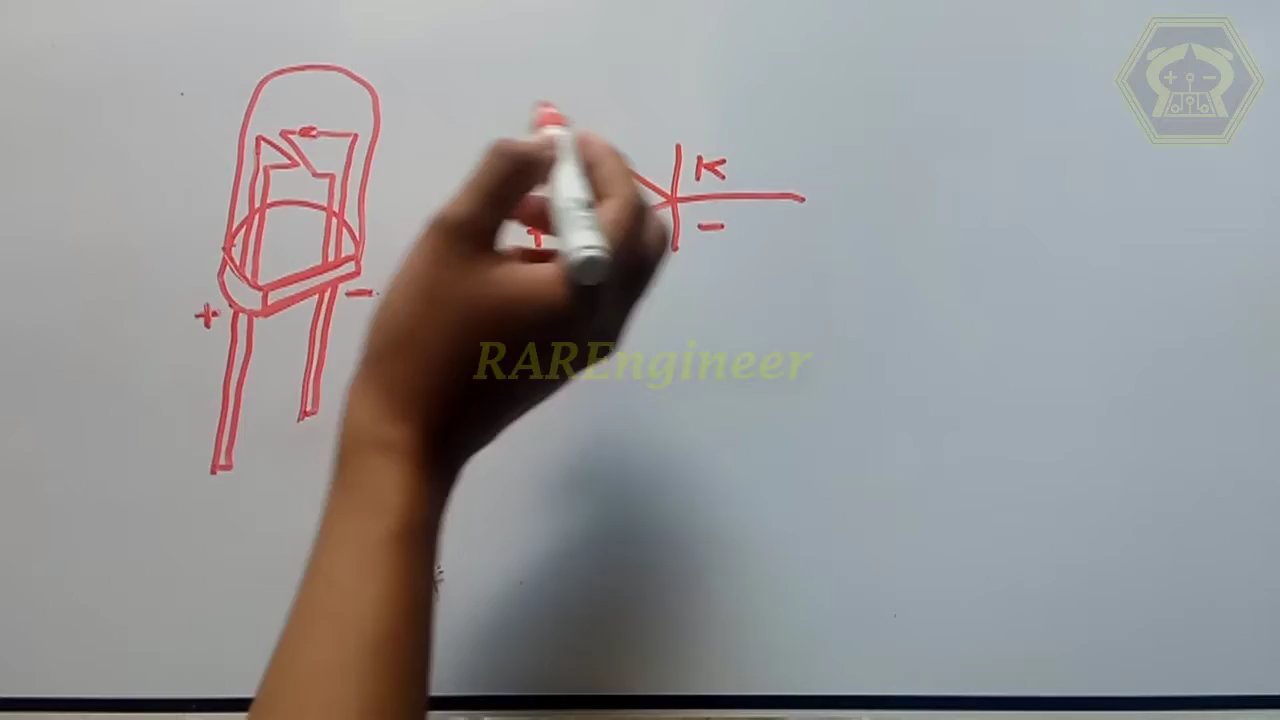 K
+
-
+ -
RAREngineer
+ -